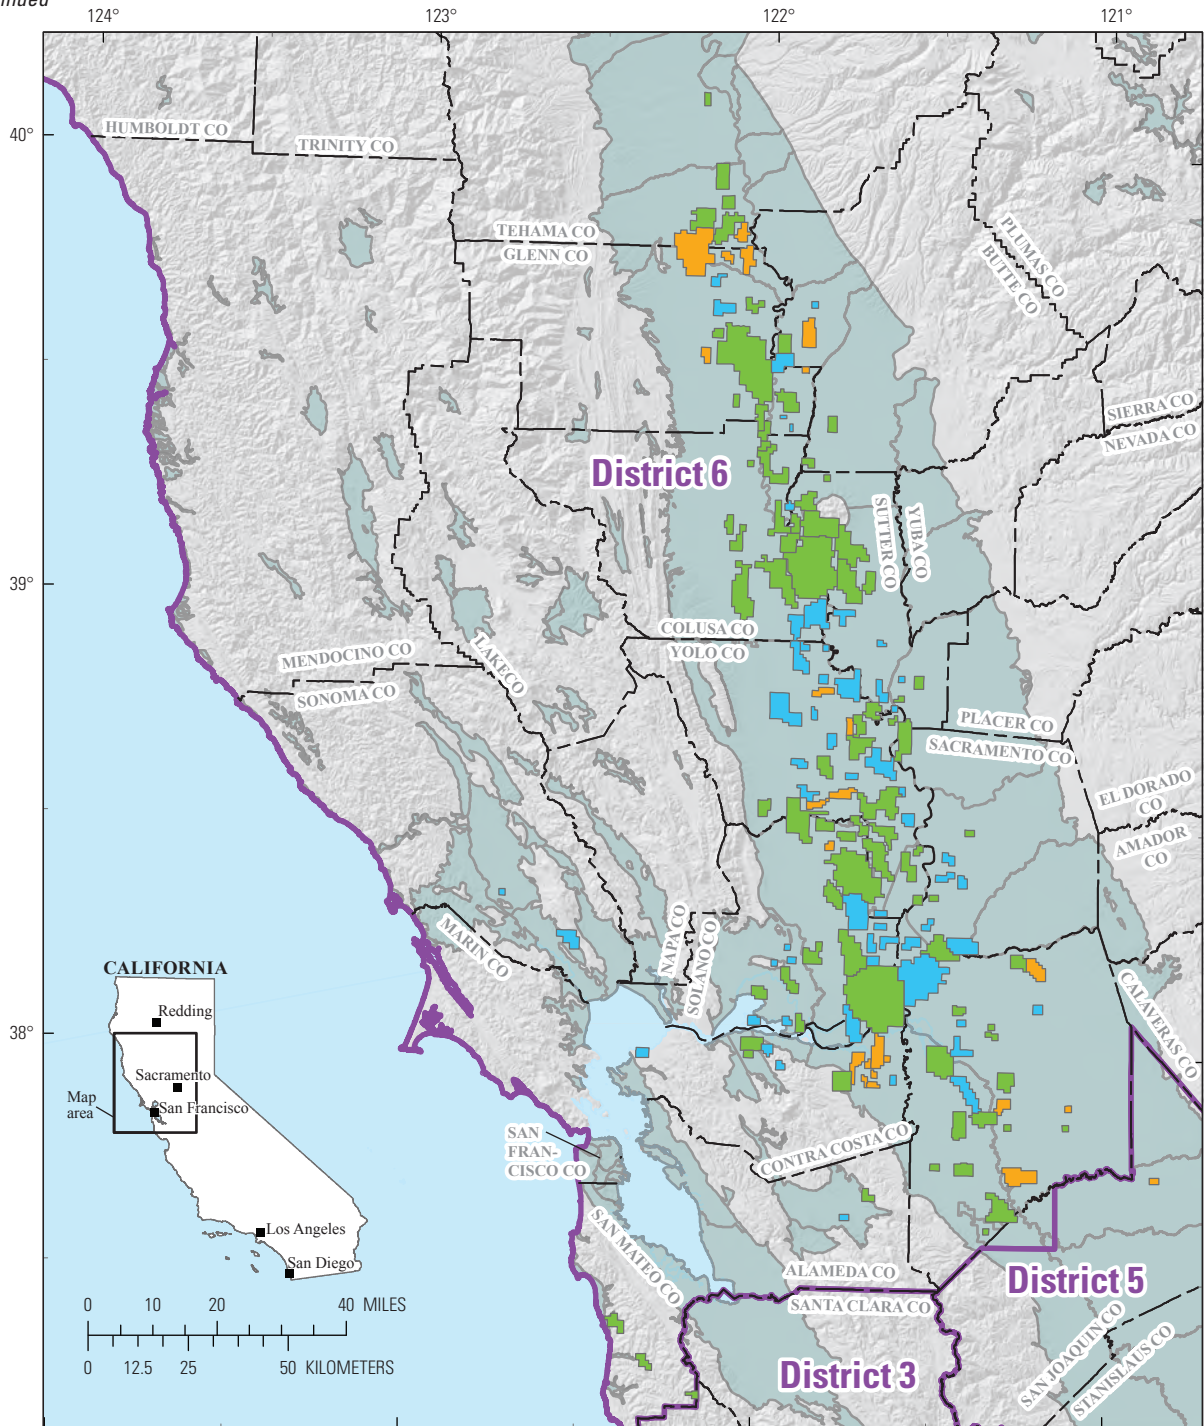 124°
123°
122°
121°
40°
HUMBOLDT CO
TRINITY CO
TEHAMA CO
GLENN CO
PLUMAS CO
BUTTE CO
SIERRA CO
NEVADA CO
District 6
SUTTER CO
YUBA CO
39°
COLUSA CO
YOLO CO
MENDOCINO CO
SONOMA CO
LAKE CO
PLACER CO
SACRAMENTO CO
EL DORADO
CO
AMADOR
CO
NAPA CO
SOLANO CO
MARIN CO
CALAVERAS CO
38°
CALIFORNIA
Redding
Sacramento
San Francisco
Map
area
Los Angeles
San Diego
SAN
FRAN-
CISCO CO
CONTRA COSTA CO
SAN MATEO CO
ALAMEDA CO
SANTA CLARA CO
District 5
District 3
SAN JOAQUIN CO
STANISLAUS CO
0 10 20 40 MILES
0 12.5 25 50 KILOMETERS